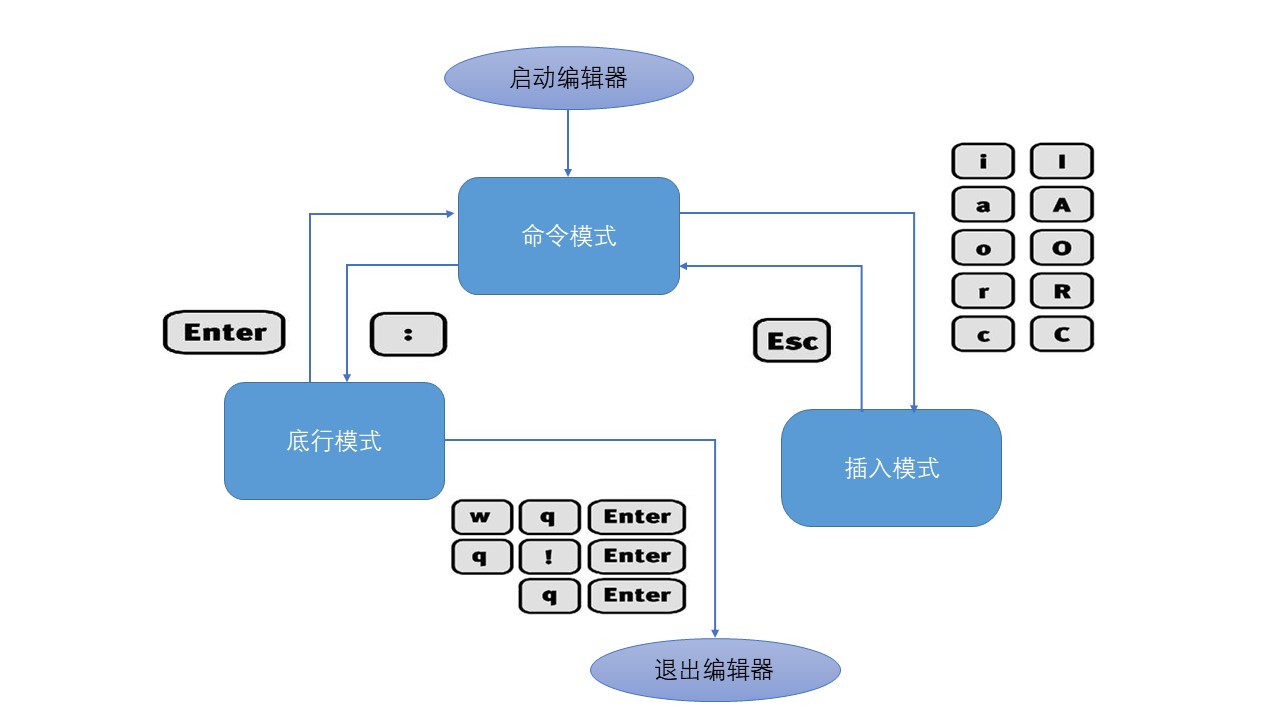 启动编辑器
命令模式
i I
a A
o O
r R
c C
Enter
:
Esc
底行模式
插入模式
w q Enter
q ! Enter
q Enter
退出编辑器